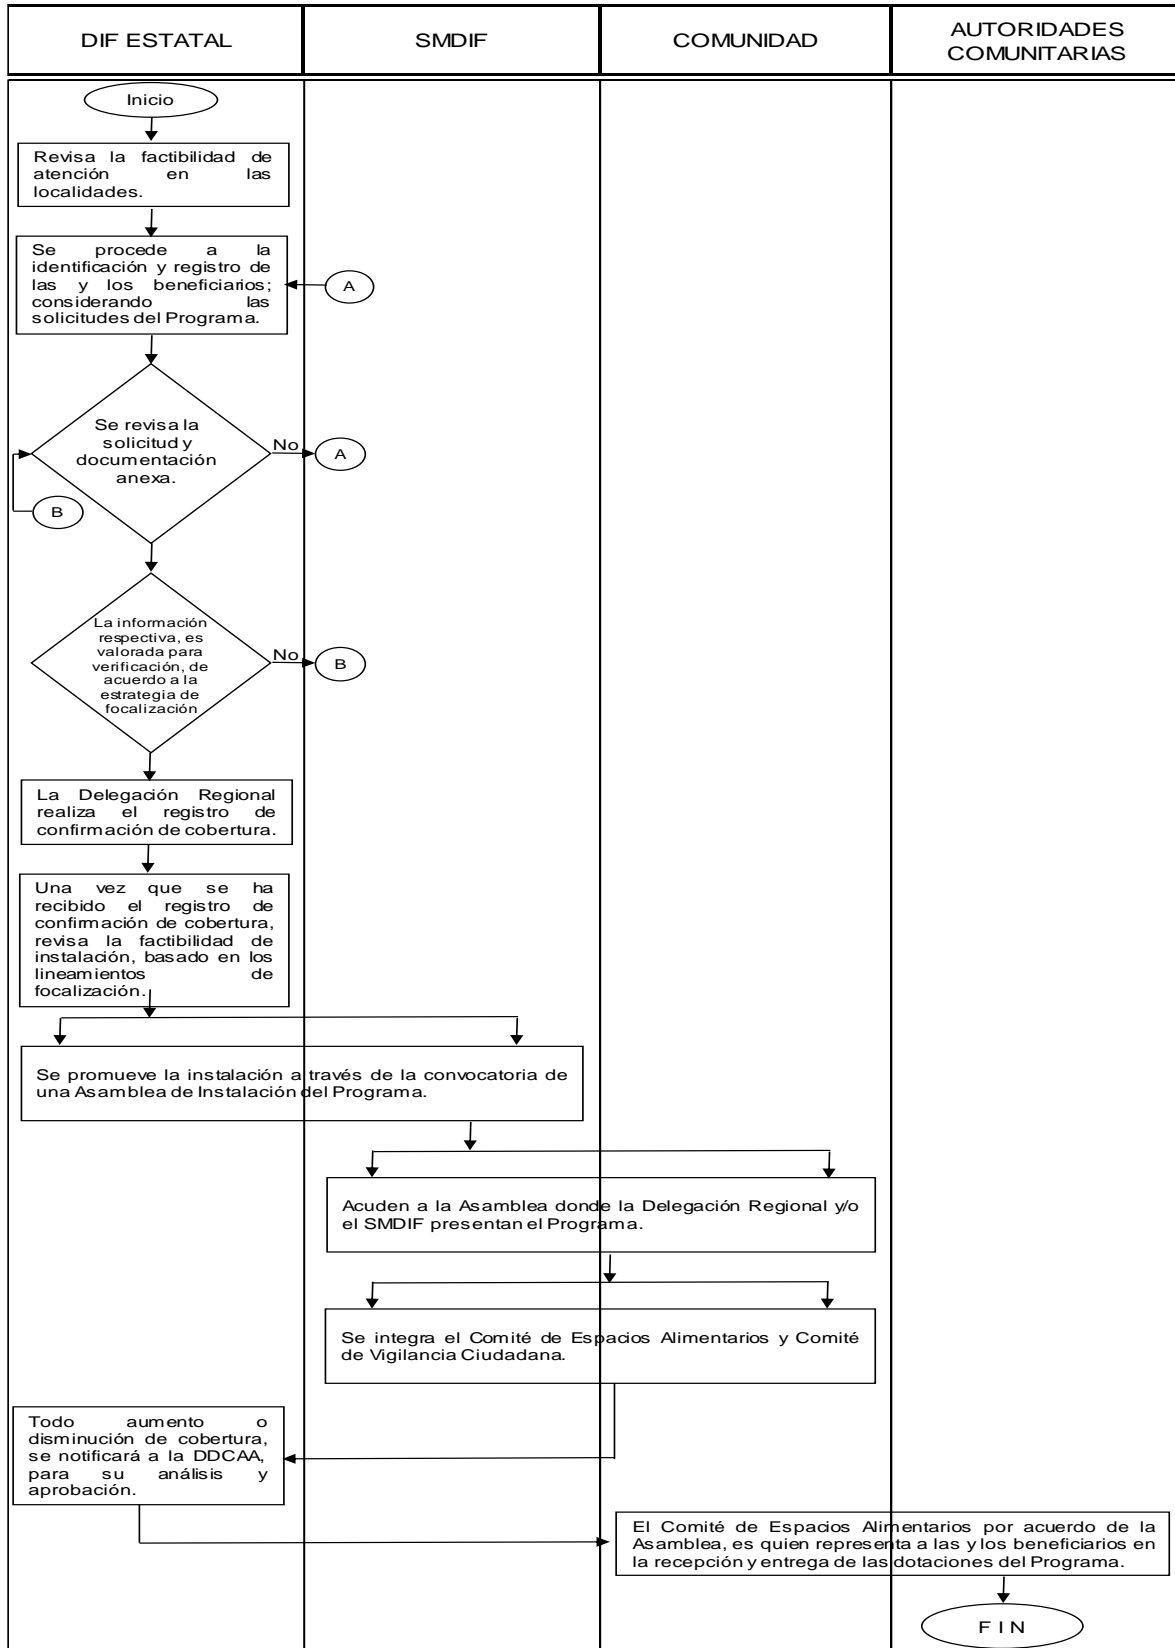 DIF ESTATAL
SMDIF
COMUNIDAD
AUTORIDADES
COMUNITARIAS
Inicio
Revisa la factibilidad de
atención en las
localidades.
Se procede a la
identificación y registro de
las y los beneficiarios;
considerando las
solicitudes del Programa.
A
Se revisa la
solicitud y
documentación
anexa.
No
A
B
La información
respectiva, es
valorada para
verificación, de
acuerdo a la
estrategia de
focalización
No
B
La Delegación Regional
realiza el registro de
confirmación de cobertura.
Una vez que se ha
recibido el registro de
confirmación de cobertura,
revisa la factibilidad de
instalación, basado en los
lineamientos de
focalización.
Se promueve la instalación a través de la convocatoria de
una Asamblea de Instalación del Programa.
Acuden a la Asamblea donde la Delegación Regional y/o
el SMDIF presentan el Programa.
Se integra el Comité de Espacios Alimentarios y Comité
de Vigilancia Ciudadana.
Todo aumento o
disminución de cobertura,
se notificará a la DDCAA,
para su análisis y
aprobación.
El Comité de Espacios Alimentarios por acuerdo de la
Asamblea, es quien representa a las y los beneficiarios en
la recepción y entrega de las dotaciones del Programa.
F I N